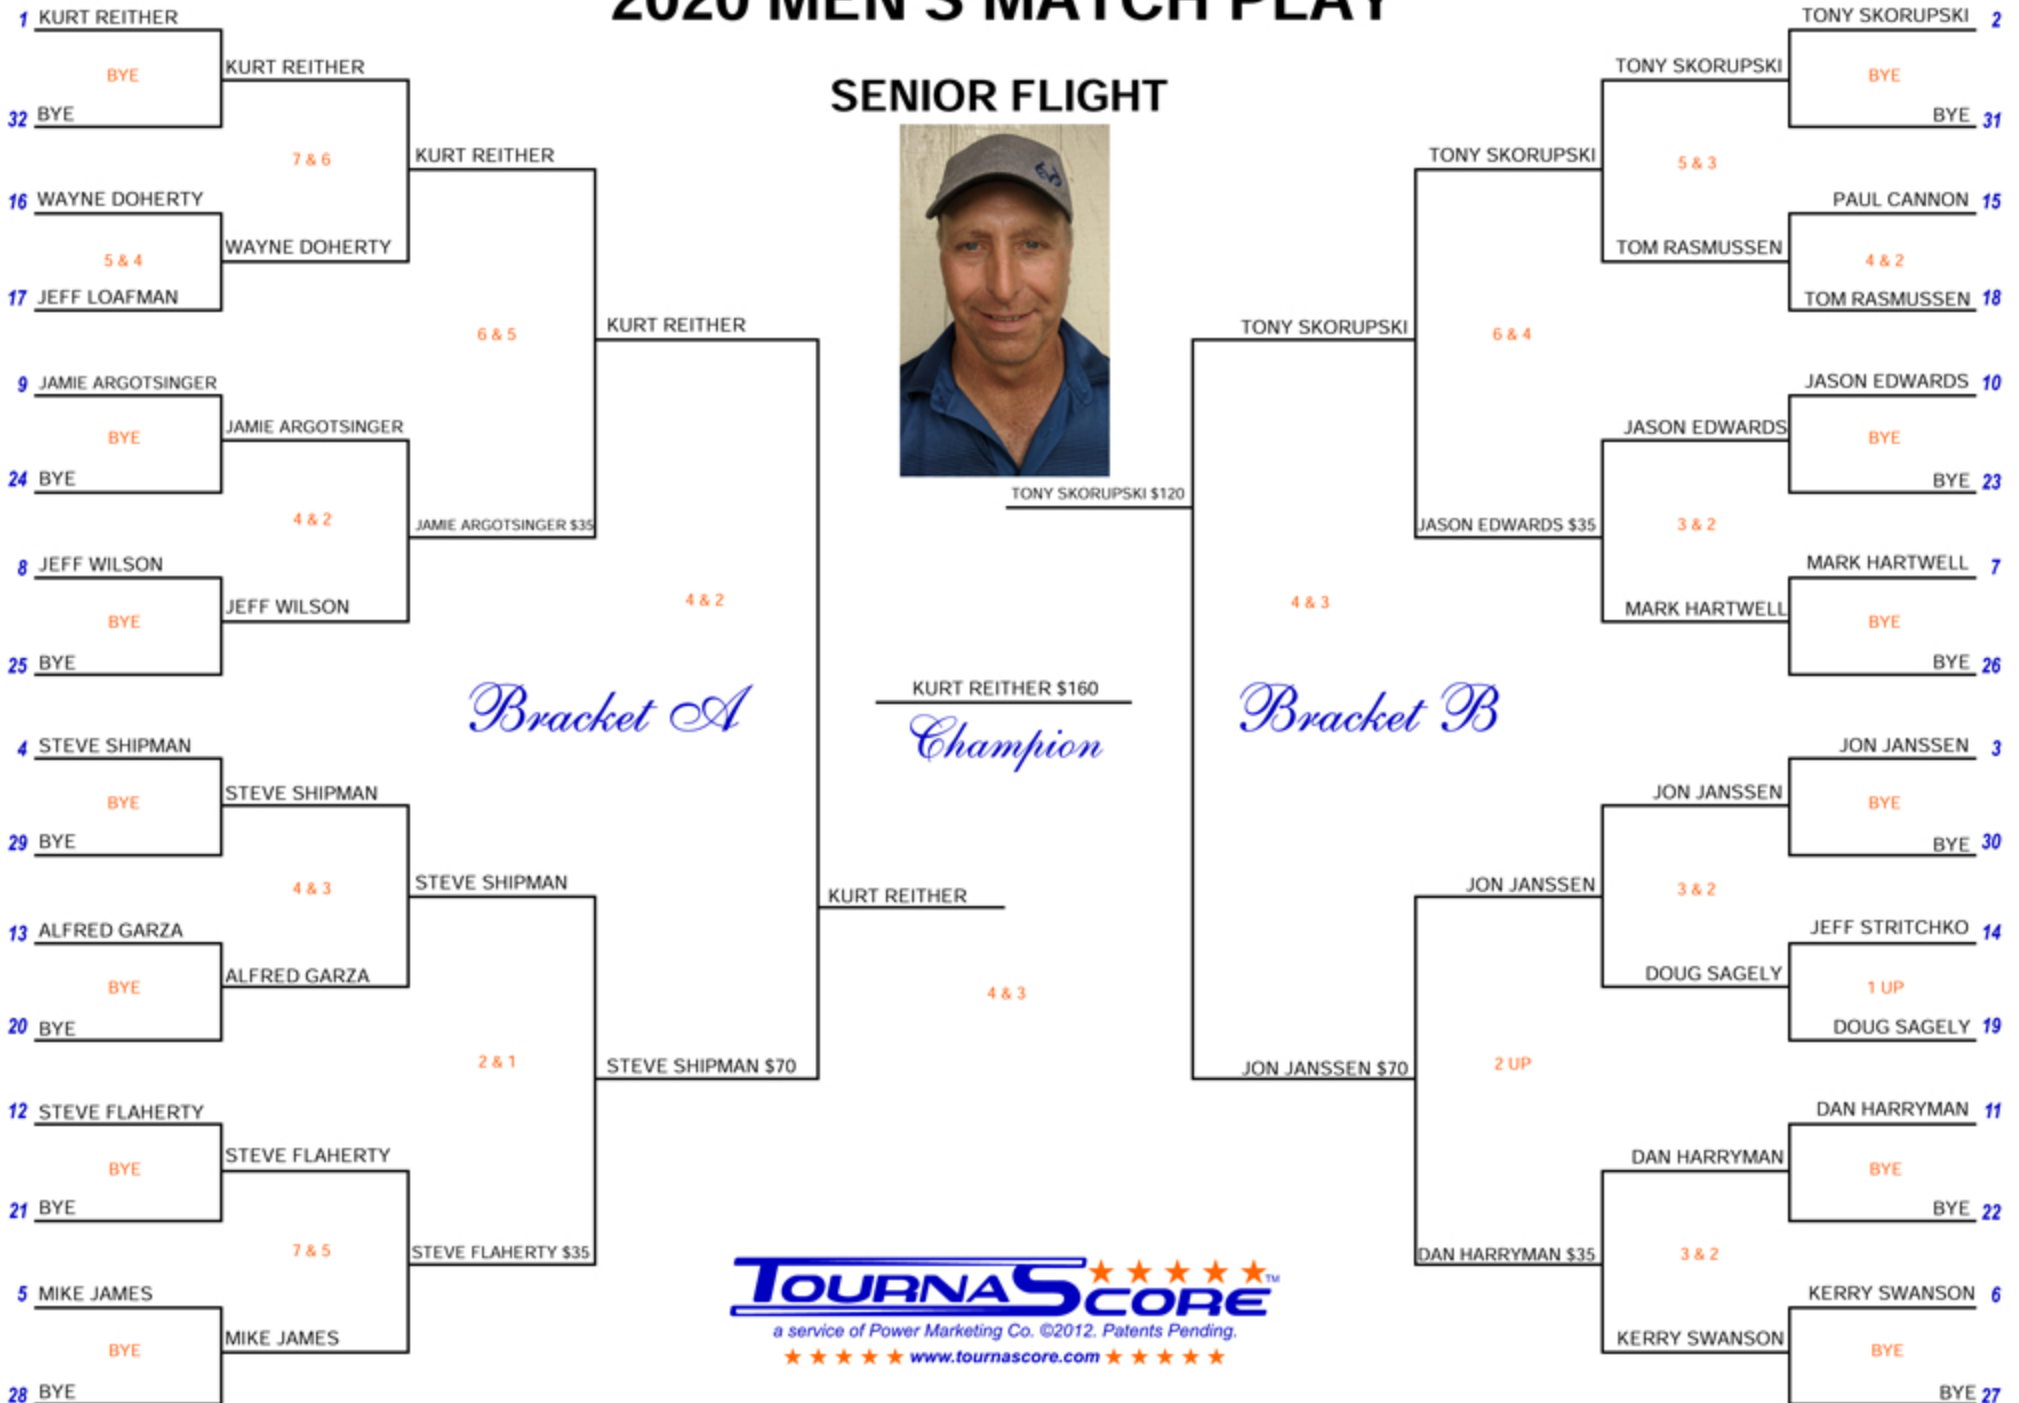 2020 MEN'S MATCH PLAY
SENIOR FLIGHT
1 KURT REITHER
BYE
32 BYE
16 WAYNE DOHERTY
5 & 4
17 JEFF LOAFMAN
9 JAMIE ARGOTSINGER
BYE
24 BYE
8 JEFF WILSON
BYE
25 BYE
4 STEVE SHIPMAN
BYE
29 BYE
13 ALFRED GARZA
BYE
20 BYE
12 STEVE FLAHERTY
BYE
21 BYE
5 MIKE JAMES
BYE
28 BYE
KURT REITHER
7 & 6
WAYNE DOHERTY
JAMIE ARGOTSINGER
4 & 2
JEFF WILSON
STEVE SHIPMAN
4 & 3
ALFRED GARZA
STEVE FLAHERTY
7 & 5
MIKE JAMES
KURT REITHER
6 & 5
JAMIE ARGOTSINGER $35
STEVE SHIPMAN
2 & 1
STEVE FLAHERTY $35
KURT REITHER
4 & 2
STEVE SHIPMAN $70
Bracket A
KURT REITHER
TONY SKORUPSKI $120
KURT REITHER $160
Champion
4 & 3
Bracket B
TONY SKORUPSKI
4 & 3
JON JANSSEN $70
TONY SKORUPSKI
6 & 4
JASON EDWARDS $35
JON JANSSEN
2 UP
DAN HARRYMAN $35
TONY SKORUPSKI
5 & 3
TOM RASMUSSEN
JASON EDWARDS
3 & 2
MARK HARTWELL
JON JANSSEN
3 & 2
DOUG SAGELY
DAN HARRYMAN
3 & 2
KERRY SWANSON
TONY SKORUPSKI 2
BYE
BYE 31
PAUL CANNON 15
4 & 2
TOM RASMUSSEN 18
JASON EDWARDS 10
BYE
BYE 23
MARK HARTWELL 7
BYE
BYE 26
JON JANSSEN 3
BYE
BYE 30
JEFF STRITCHKO 14
1 UP
DOUG SAGELY 19
DAN HARRYMAN 11
BYE
BYE 22
KERRY SWANSON 6
BYE
BYE 27
TOURNASCORE TM
a service of Power Marketing Co. ©2012. Patents Pending.
www.tournascore.com